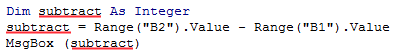 Dim subtract As Integer
subtract = Range("B2").Value - Range("B1").Value
MsgBox (subtract)